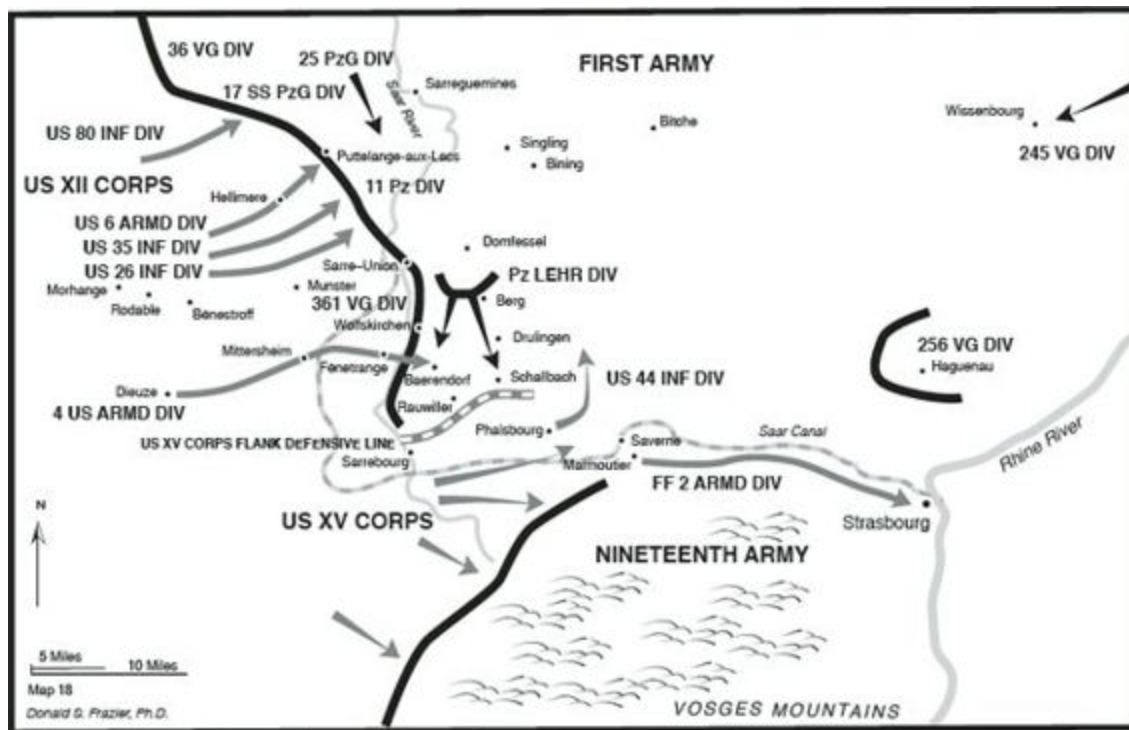 36 VG DIV
25 PzG DIV
FIRST ARMY
17 SS PzG DIV
Saar River
Sarreguemines
Wissenbourg
US 80 INF DIV
Singling
Bitche
Puttelange-aux-Lacs
Bining
245 VG DIV
US XII CORPS
11 Pz DIV
Hellimere
US 6 ARMD DIV
US 35 INF DIV
Domfessel
US 26 INF DIV
Sarre-Union
Pz LEHR DIV
Morhange
Munster
Rodable
Benestroff
361 VG DIV
Berg
Wolfskirchen
Drulingen
256 VG DIV
Mittersheim
Fenetrange
Baerendorf
Schallbach
US 44 INF DIV
Haguenau
Dieuze
Rauwiller
4 US ARMD DIV
Phalsbourg
Saar Canal
Rhine River
US XV CORPS FLANK DEFENSIVE LINE
Saverne
Sarrebourg
Malmoutier
FF 2 ARMD DIV
US XV CORPS
Strasbourg
N
NINETEENTH ARMY
5 Miles
10 Miles
Map 18
Donald S. Frazier, Ph.D.
VOSGES MOUNTAINS